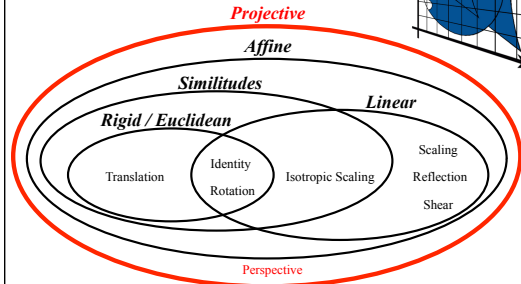 Projective
Affine
Similitudes
Linear
Rigid / Euclidean
Scaling
Identity
Translation
Isotropic Scaling
Reflection
Rotation
Shear
Perspective